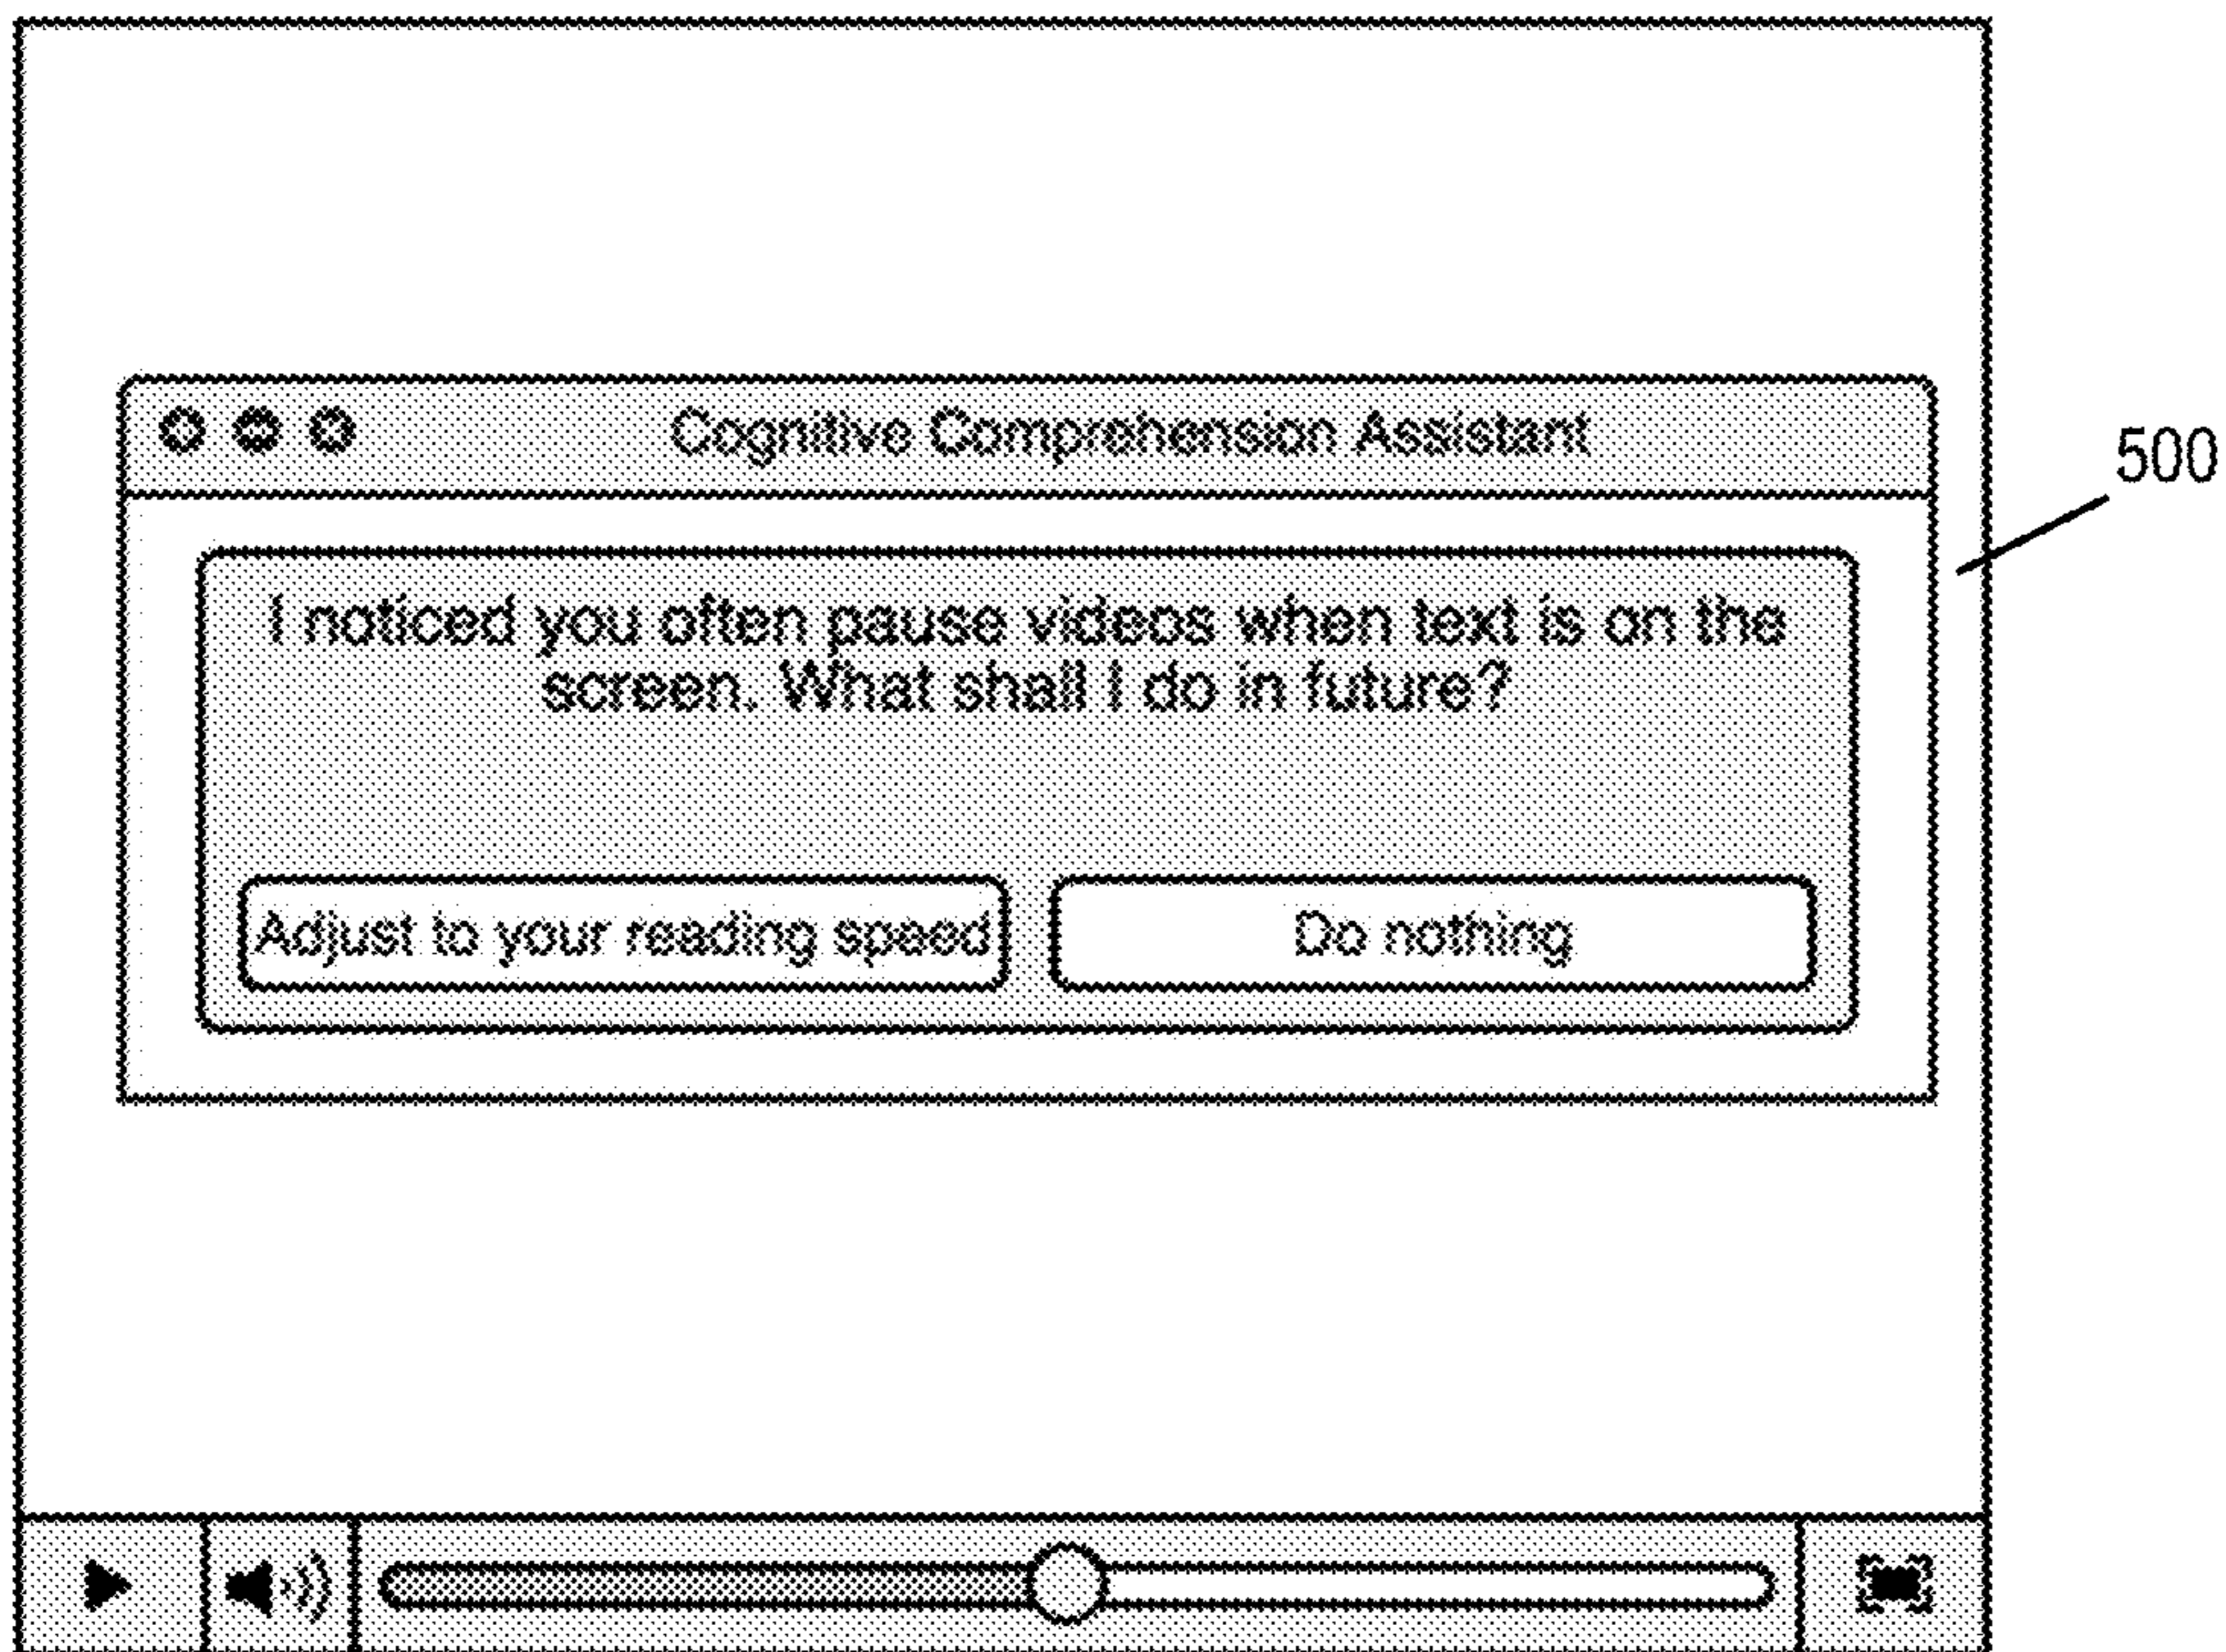 Cognitive Comprehension Assistant
500
I noticed you often pause videos when text is on the
screen. What shall I do in future?
Adjust to your reading speed
Do nothing